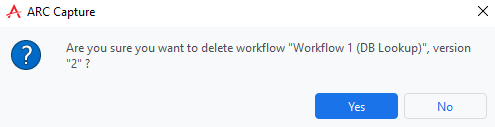 ARC Capture
Are you sure you want to delete workflow "Workflow 1 (DB Lookup)", version
"2" ?
Yes
No